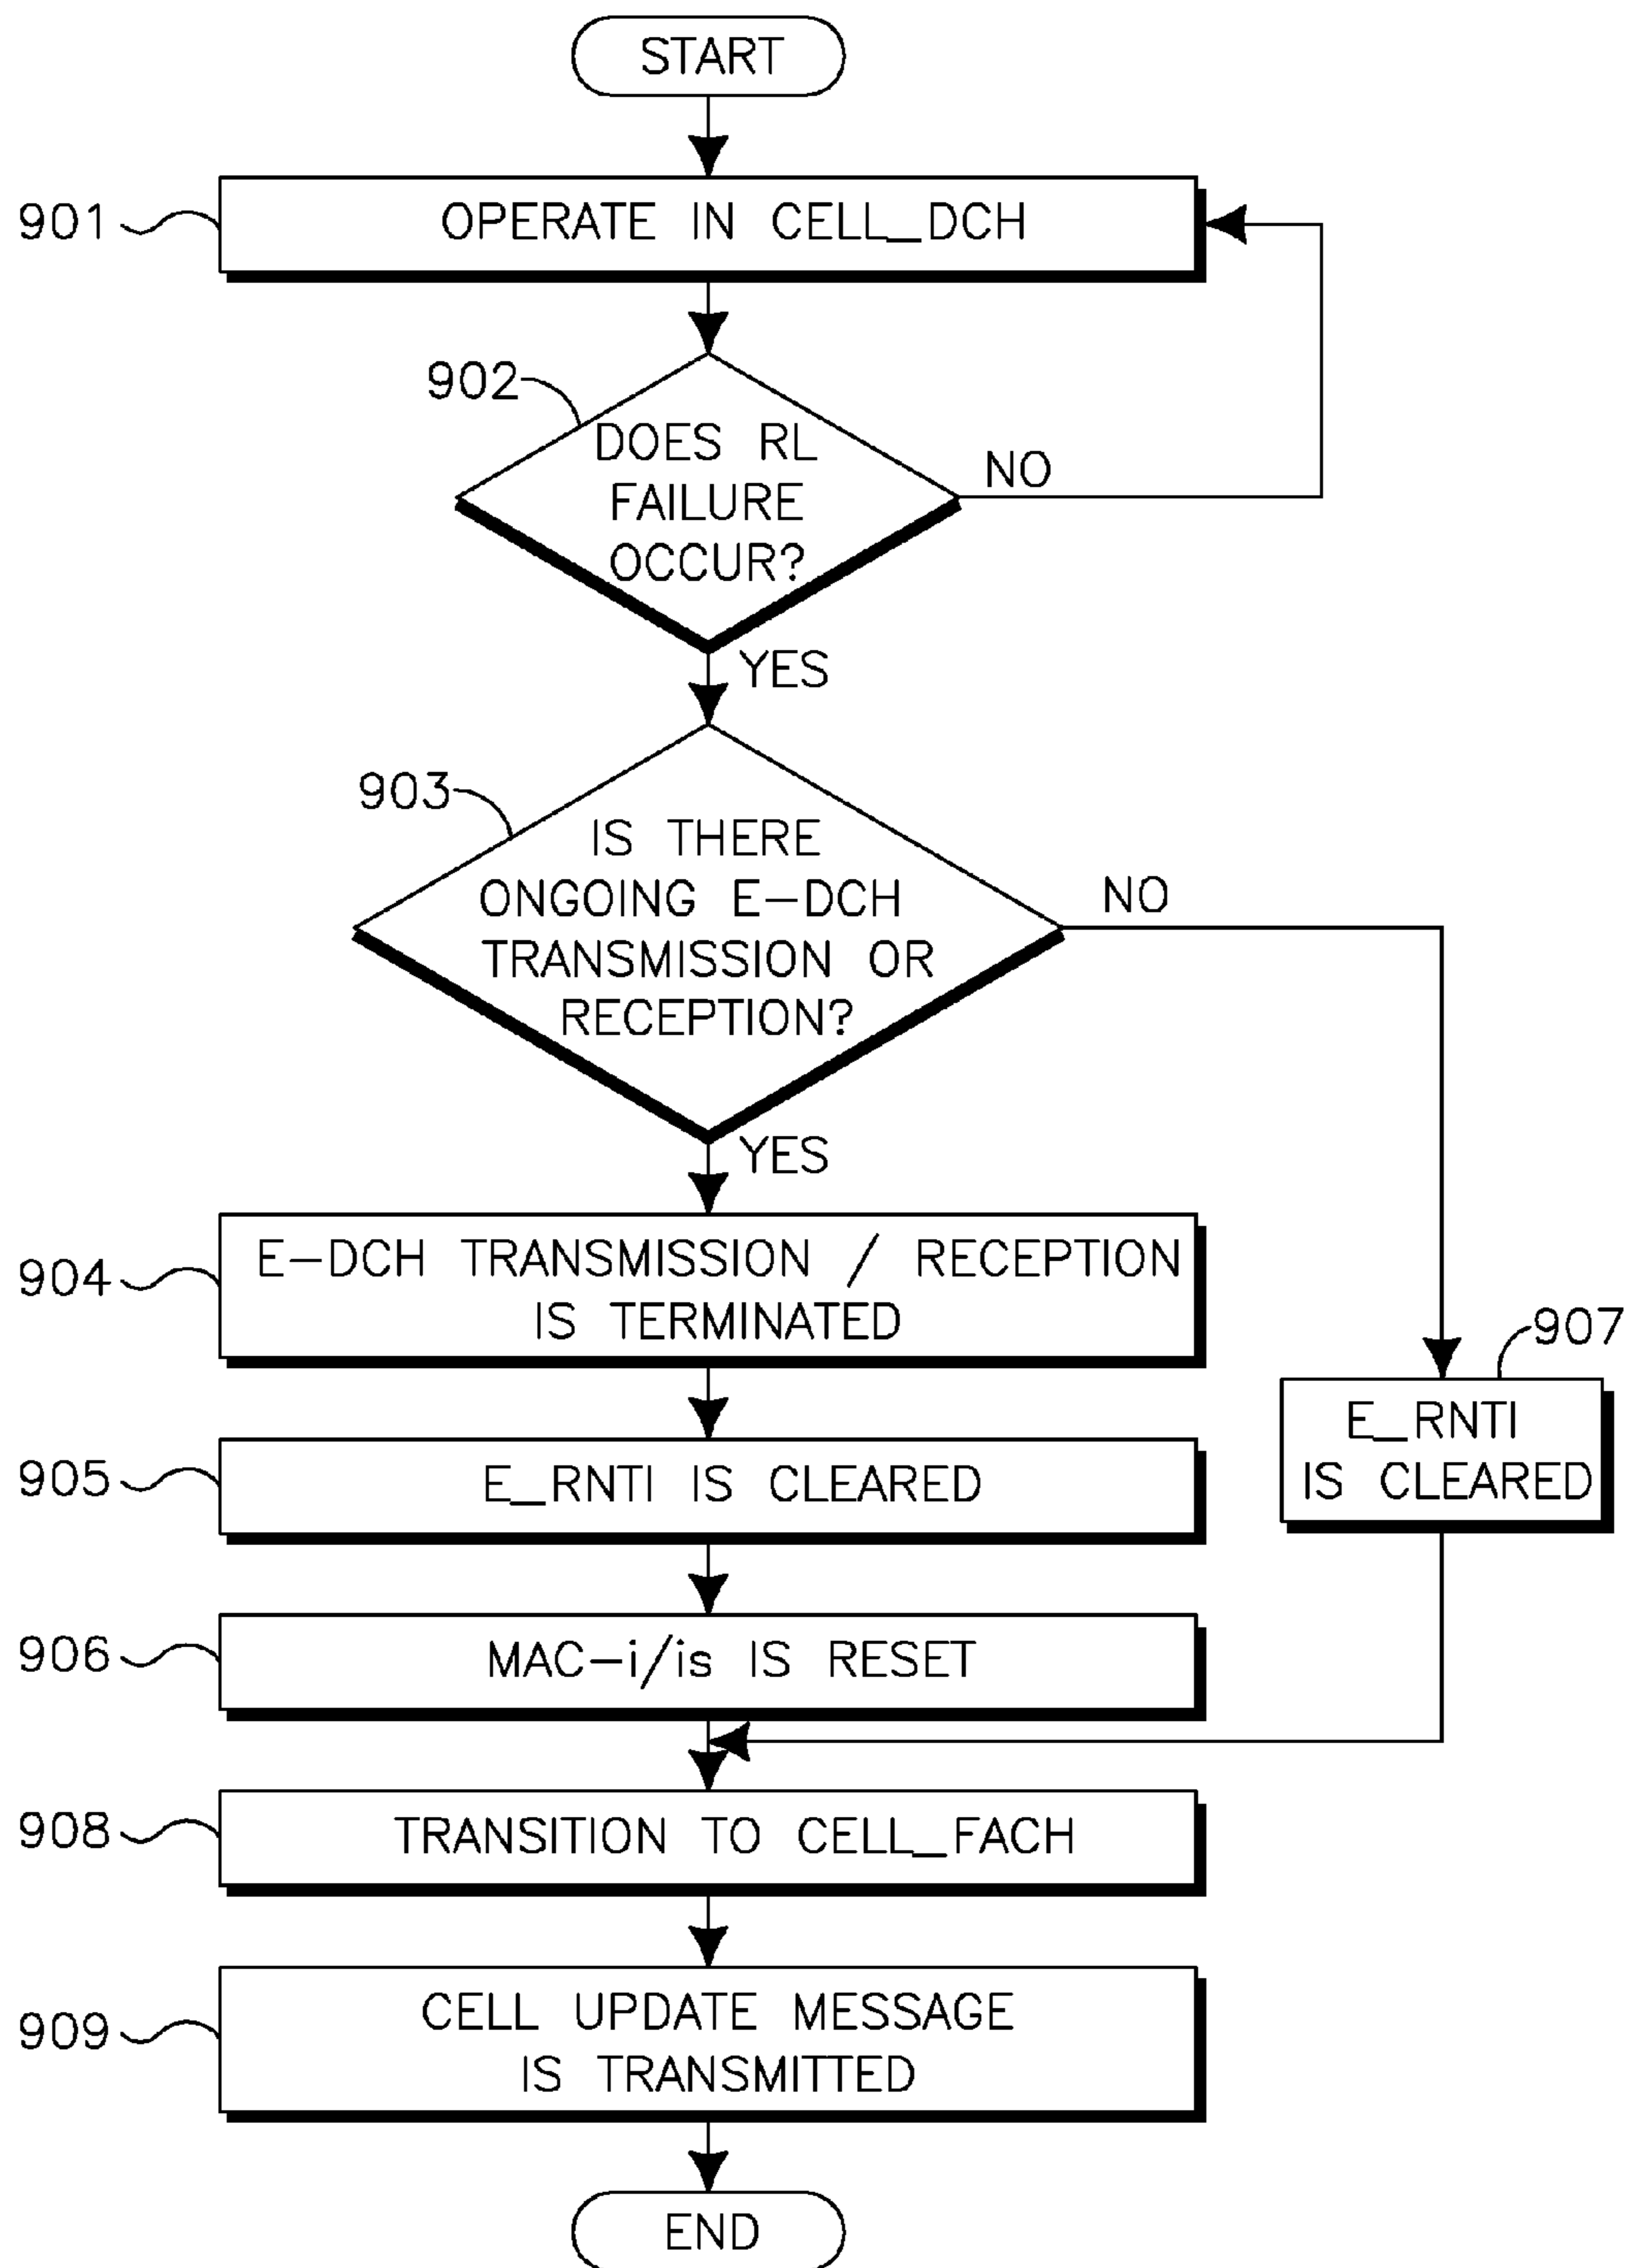 START
901
OPERATE IN CELL_DCH
902
DOES RL
FAILURE
OCCUR?
NO
YES
903
IS THERE
ONGOING E-DCH
TRANSMISSION OR
RECEPTION?
NO
YES
904
E-DCH TRANSMISSION / RECEPTION
IS TERMINATED
907
E_RNTI
IS CLEARED
905
E_RNTI IS CLEARED
906
MAC-i/is IS RESET
908
TRANSITION TO CELL_FACH
909
CELL UPDATE MESSAGE
IS TRANSMITTED
END